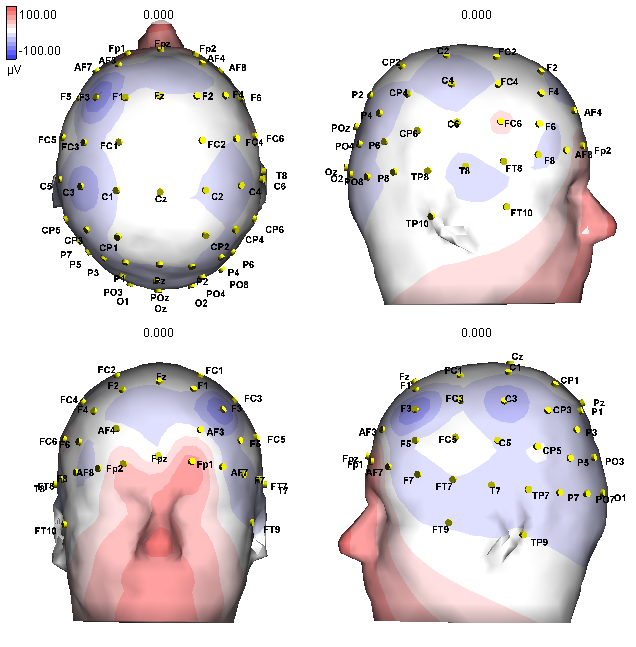 100.00
-100.00
µV
0.000
Fp1 Fpz Fp2
AF7 AF3 AF4 AF8
F5 F3 F1 Fz F2 F4 F6
FC5 FC3 FC1 FC2 FC4 FC6
T8
C5 C3 C1 Cz C2 C4 C6
CP5 CP3 CP1 CP2 CP4 CP6
P7 P5 P3 P1 Pz P2 P4 P6
PO3 POz PO4 PO8
O1 Oz O2
0.000
C2 FC2
CP2 F2
P2 CP4 C4 FC4 F4
P4 AF4
POz CP6 C6 FC6 F6
PO4 P6 F8 AF8 Fp2
Oz O2 PO8 P8 TP8 T8 FT8
TP10 FT10
0.000
FC2 Fz FC1
F2 F1
FC4 F4 F3 FC3
FC6 F6 AF4 AF3 F5 FC5
Fp2 Fpz Fp1
FT8 F8 AF8 AF7 F7 FT7
T8 T7
FT10 FT9
0.000
Cz
Fz FC1 C1 CP1
F1
F3 FC3 C3 CP3 Pz P1
AF3 F5 FC5 C5 CP5 P3
Fpz Fp1 AF7 P5 PO3
F7 FT7 T7 TP7 P7 PO7 O1
FT9 TP9